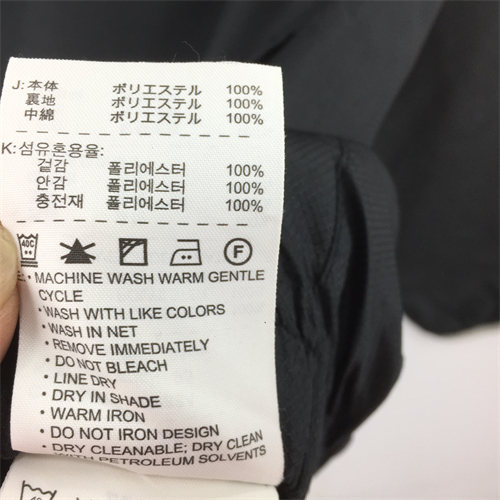 J:本体 ポリエステル 100%
裏地 ポリエステル 100%
中綿 ポリエステル 100%
K:섬유혼용율:
겉감 폴리에스터 100%
안감 폴리에스터 100%
충전재 폴리에스터 100%
40C F
E: • MACHINE WASH WARM GENTLE
CYCLE
• WASH WITH LIKE COLORS
• WASH IN NET
• REMOVE IMMEDIATELY
• DO NOT BLEACH
• LINE DRY
• DRY IN SHADE
• WARM IRON
• DO NOT IRON DESIGN
• DRY CLEANABLE; DRY CLEAN
WITH PETROLEUM SOLVENTS